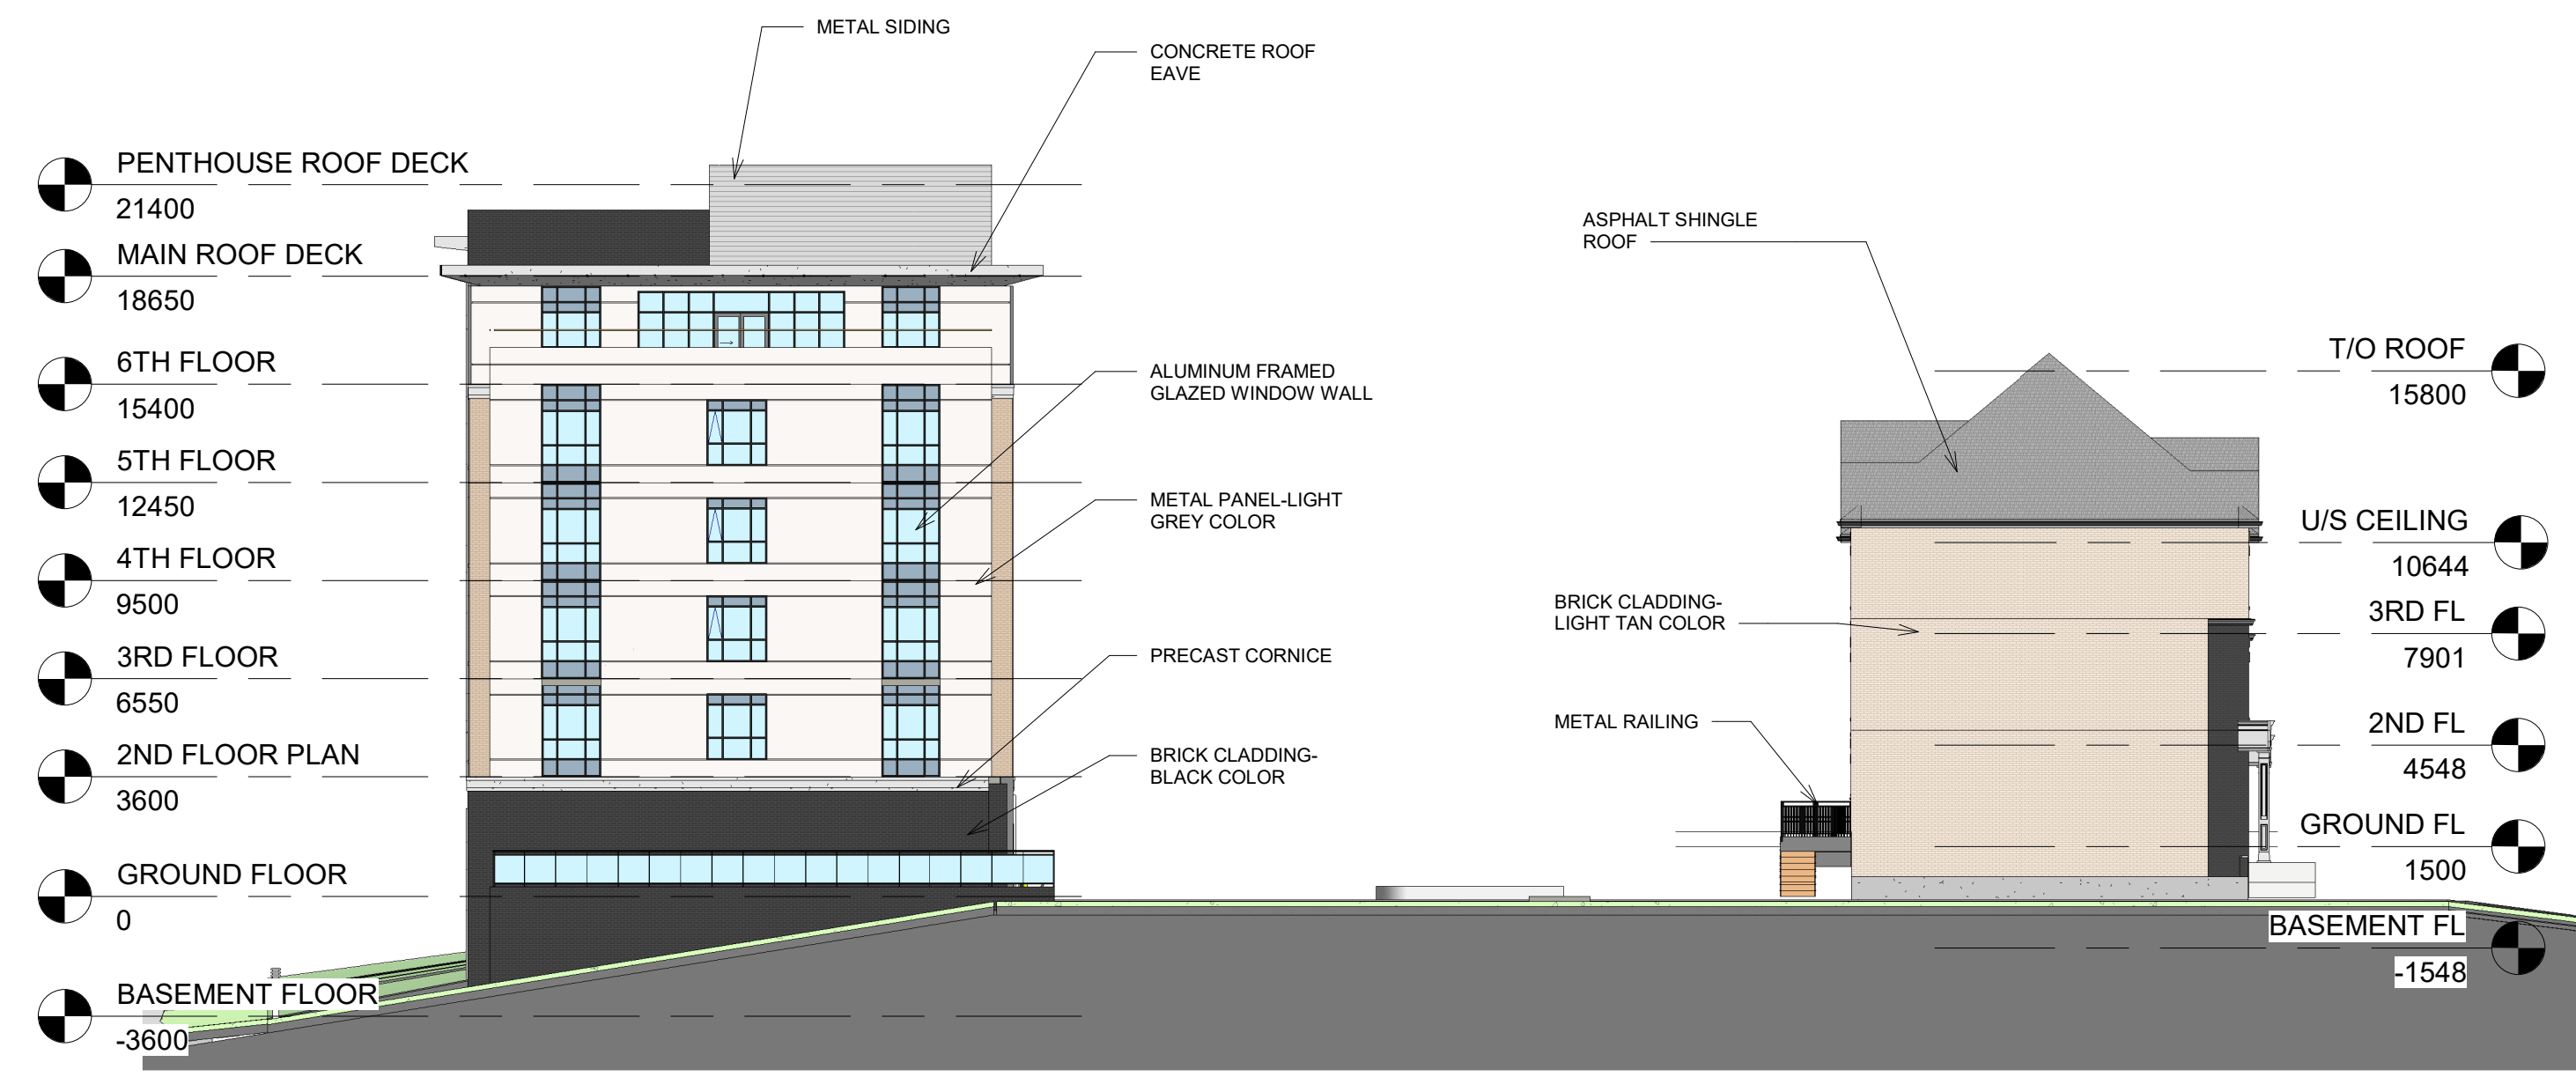 METAL SIDING
CONCRETE ROOF
EAVE
PENTHOUSE ROOF DECK
21400
MAIN ROOF DECK
18650
6TH FLOOR
15400
5TH FLOOR
12450
4TH FLOOR
9500
3RD FLOOR
6550
2ND FLOOR PLAN
3600
GROUND FLOOR
0
BASEMENT FLOOR
-3600
ALUMINUM FRAMED
GLAZED WINDOW WALL
METAL PANEL-LIGHT
GREY COLOR
PRECAST CORNICE
BRICK CLADDING-
BLACK COLOR
ASPHALT SHINGLE
ROOF
BRICK CLADDING-
LIGHT TAN COLOR
METAL RAILING
T/O ROOF
15800
U/S CEILING
10644
3RD FL
7901
2ND FL
4548
GROUND FL
1500
BASEMENT FL
-1548